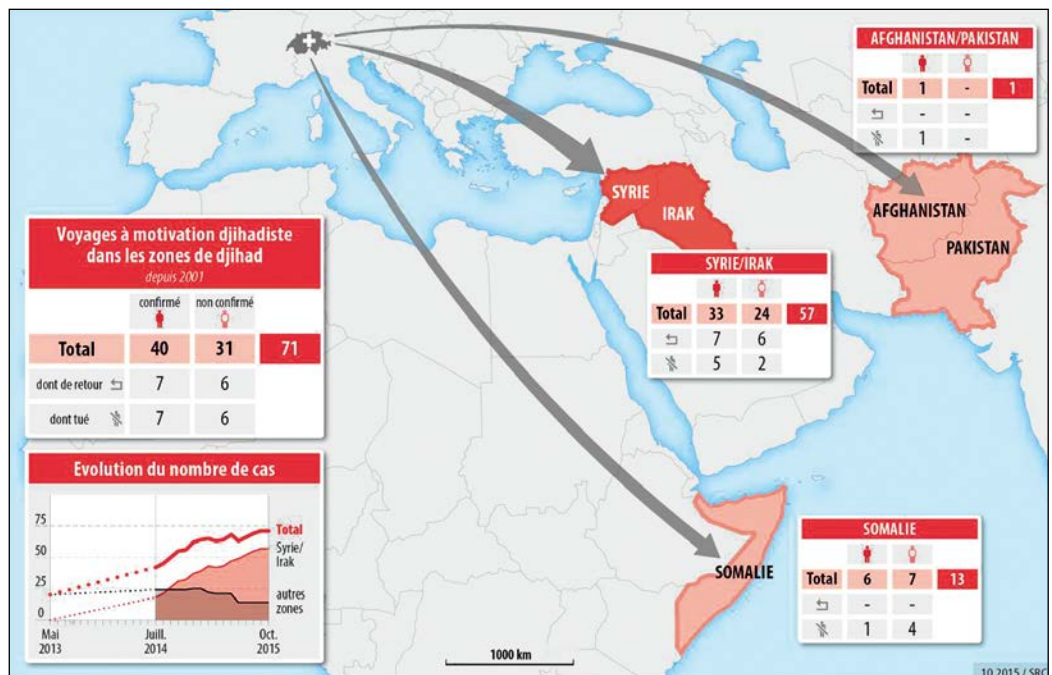 AFGHANISTAN/PAKISTAN
Total 1 - 1
- -
1 -
SYRIE
IRAK
AFGHANISTAN
PAKISTAN
Voyages à motivation djihadiste
dans les zones de djihad
depuis 2001
confirmé non confirmé
Total 40 31 71
dont de retour 7 6
dont tué 7 6
SYRIE/IRAK
Total 33 24 57
7 6
5 2
Evolution du nombre de cas
75
50
25
0
Total
Syrie/
Irak
autres
zones
Mai
2013
Juill.
2014
Oct.
2015
SOMALIE
SOMALIE
Total 6 7 13
- -
1 4
1000 km
10.2015 / SRC